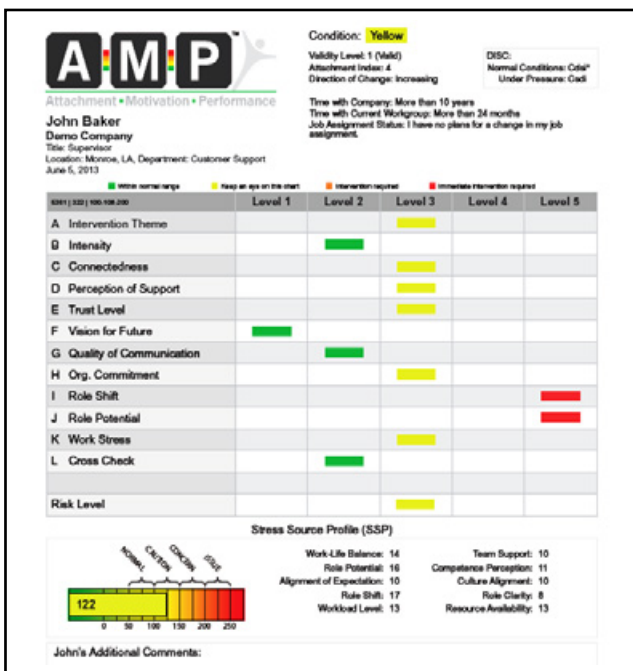 AMP
Attachment • Motivation • Performance
John Baker
Demo Company
Title: Supervisor
Location: Monroe, LA, Department: Customer Support
June 5, 2013
Condition: Yellow
Validity Level: 1 (Valid)
Attachment Index: 4
Direction of Change: Increasing
DISC:
Normal Conditions: Cdsi*
Under Pressure: Cadi
Time with Company: More than 10 years
Time with Current Workgroup: More than 24 months
Job Assignment Status: I have no plans for a change in my job
assignment.
Within normal range Keep an eye on this chart Intervention required Immediate intervention required
Level 1 Level 2 Level 3 Level 4 Level 5
A Intervention Theme
B Intensity
C Connectedness
D Perception of Support
E Trust Level
F Vision for Future
G Quality of Communication
H Org. Commitment
I Role Shift
J Role Potential
K Work Stress
L Cross Check
Risk Level
Stress Source Profile (SSP)
NORMAL CAUTION CONCERN ISSUE
122
0 50 100 150 200 250
Work-Life Balance: 14
Role Potential: 16
Alignment of Expectation: 10
Role Shift: 17
Workload Level: 13
Team Support: 10
Competence Perception: 11
Culture Alignment: 10
Role Clarity: 8
Resource Availability: 13
John's Additional Comments: